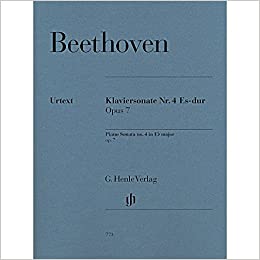 Beethoven
Urtext
Klaviersonate Nr. 4 Es-dur
Opus 7
Piano Sonata no. 4 in E♭ major
op. 7
G. Henle Verlag